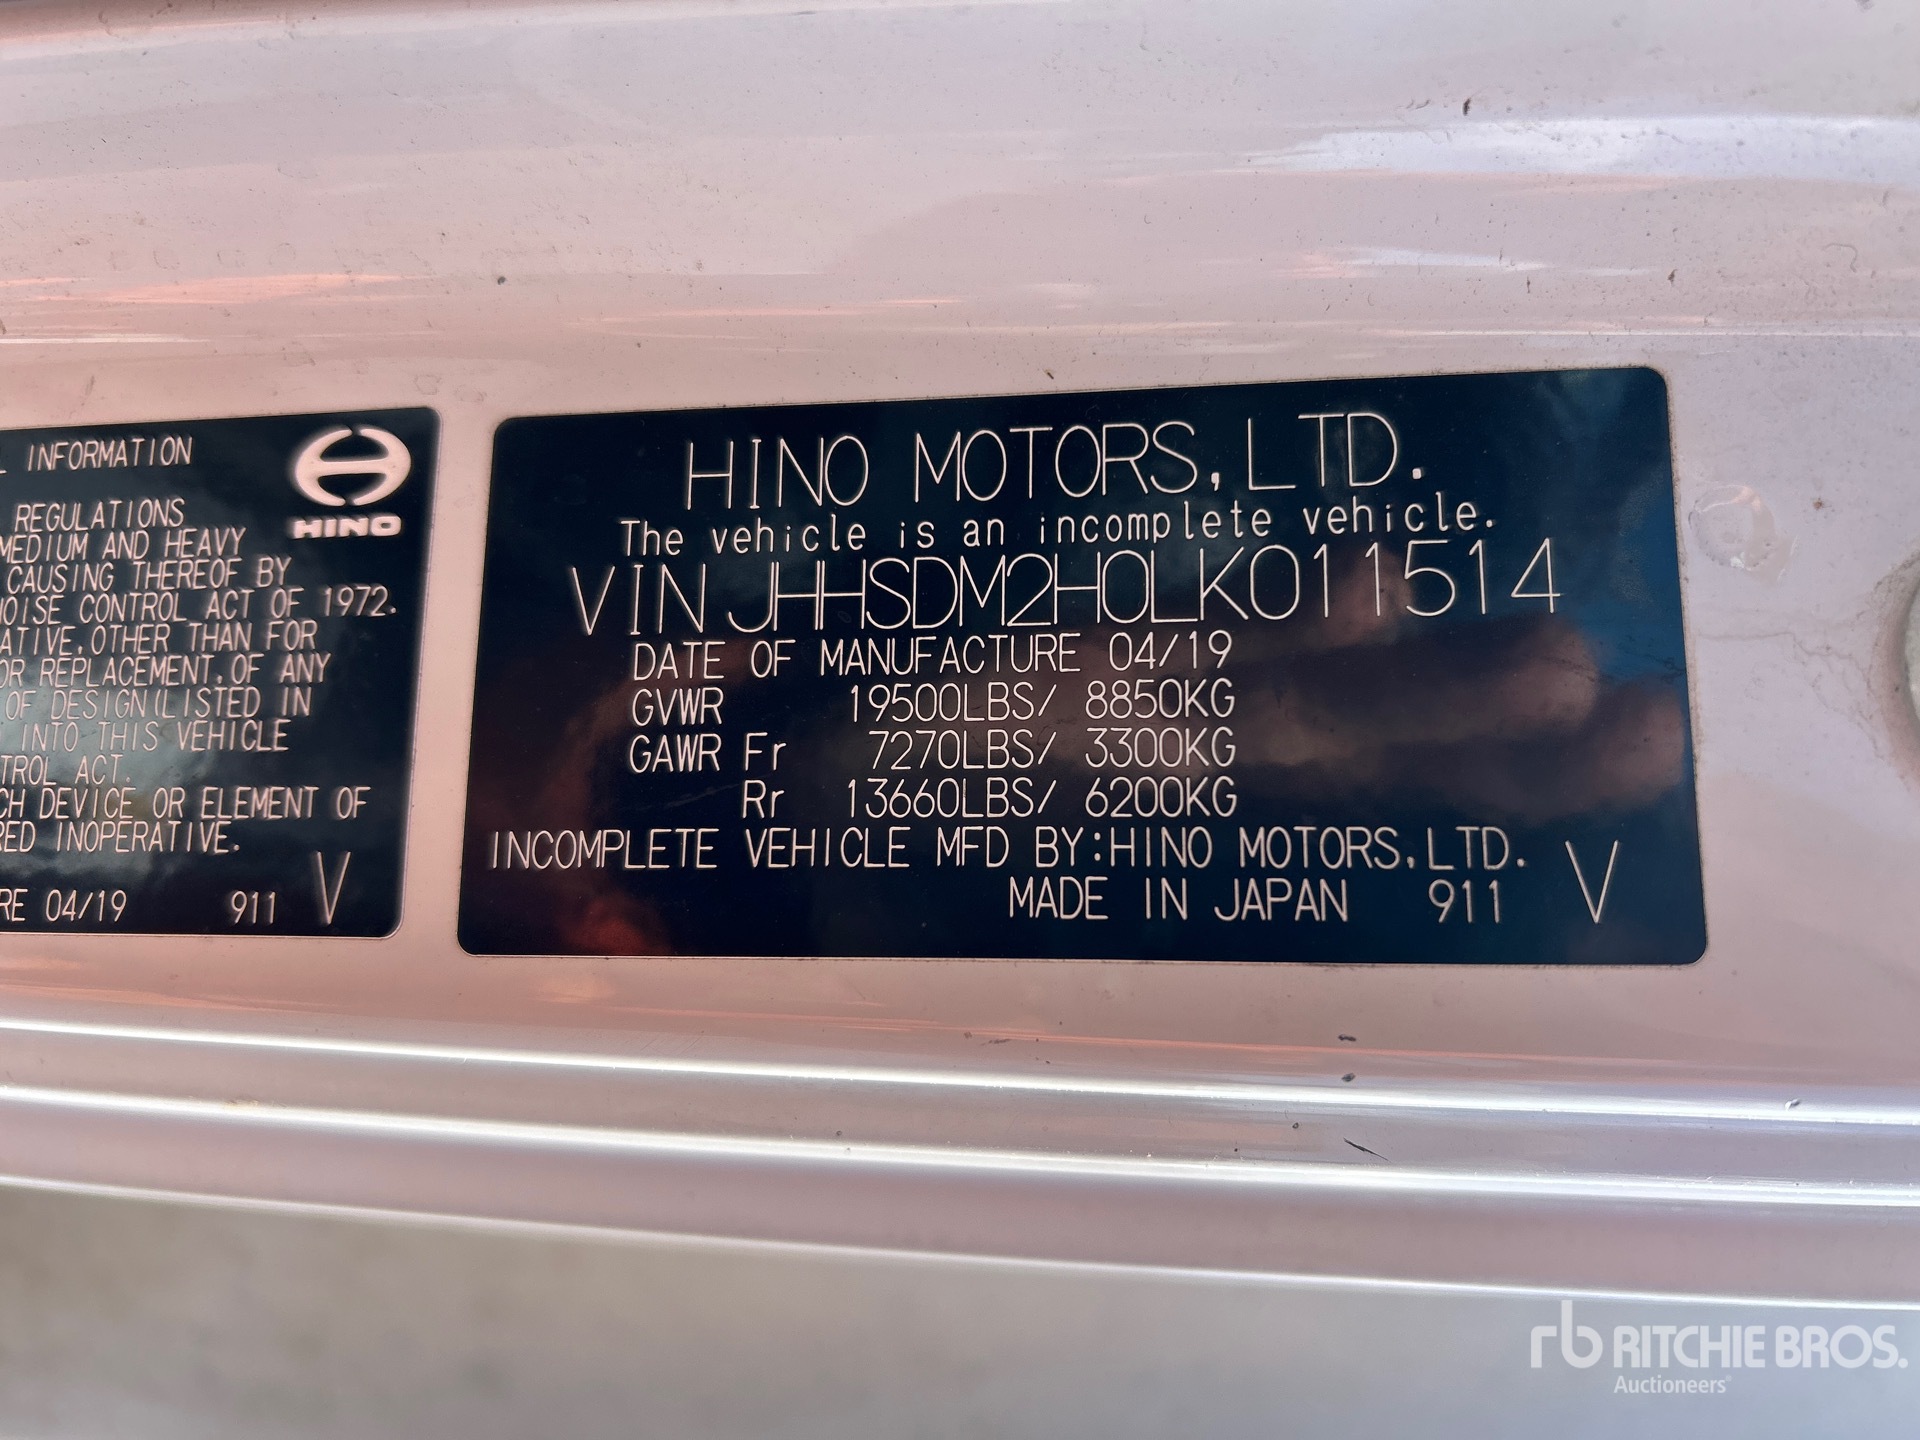 L INFORMATION
HINO
REGULATIONS
MEDIUM AND HEAVY
CAUSING THEREOF BY
NOISE CONTROL ACT OF 1972.
ATIVE,OTHER THAN FOR
OR REPLACEMENT,OF ANY
OF DESIGN(LISTED IN
INTO THIS VEHICLE
TROL ACT.
CH DEVICE OR ELEMENT OF
RED INOPERATIVE.
RE 04/19 911 V
HINO MOTORS,LTD.
The vehicle is an incomplete vehicle.
VIN JHHSDM2H0LK011514
DATE OF MANUFACTURE 04/19
GVWR 19500LBS/ 8850KG
GAWR Fr 7270LBS/ 3300KG
Rr 13660LBS/ 6200KG
INCOMPLETE VEHICLE MFD BY:HINO MOTORS,LTD.
MADE IN JAPAN 911 V
rb RITCHIE BROS.
Auctioneers